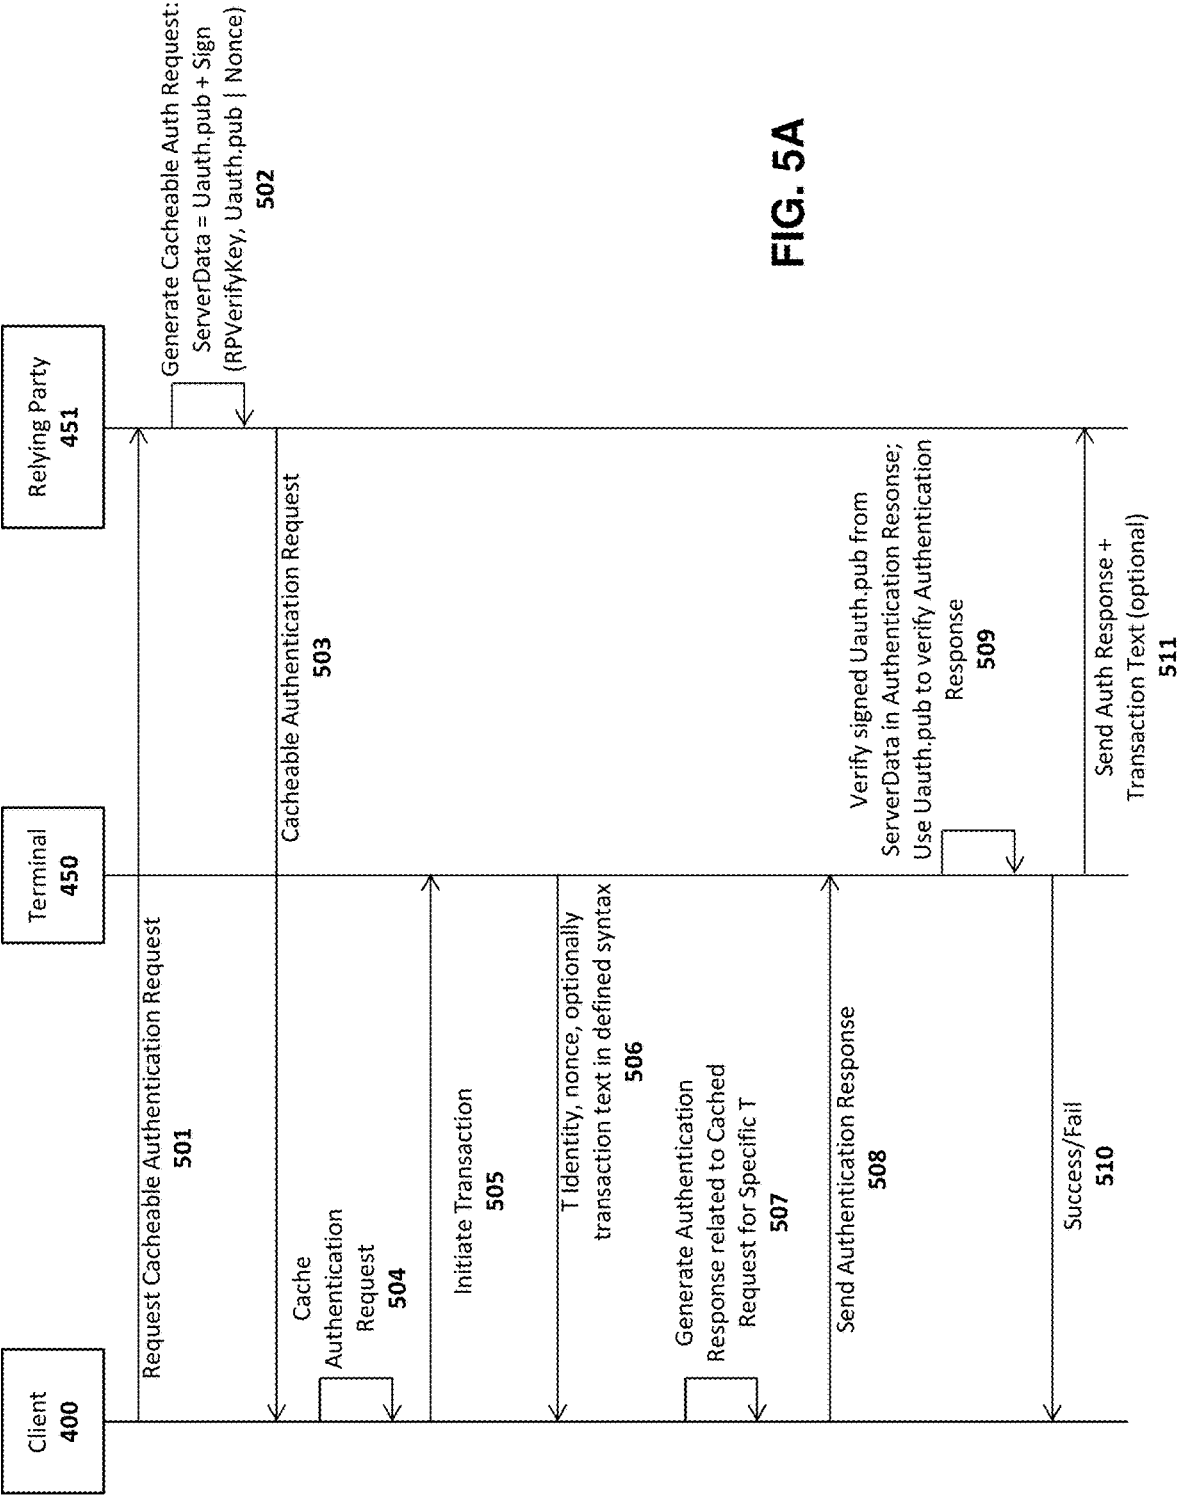 Client
400
Terminal
450
Relying Party
451
Request Cacheable Authentication Request
501
Generate Cacheable Auth Request:
ServerData = Uauth.pub + Sign
(RPVerifyKey, Uauth.pub | Nonce)
502
Cacheable Authentication Request
503
Cache
Authentication
Request
504
Initiate Transaction
505
T Identity, nonce, optionally
transaction text in defined syntax
506
Generate Authentication
Response related to Cached
Request for Specific T
507
Send Authentication Response
508
Verify signed Uauth.pub from
ServerData in Authentication Resonse;
Use Uauth.pub to verify Authentication
Response
509
Success/Fail
510
Send Auth Response +
Transaction Text (optional)
511
FIG. 5A